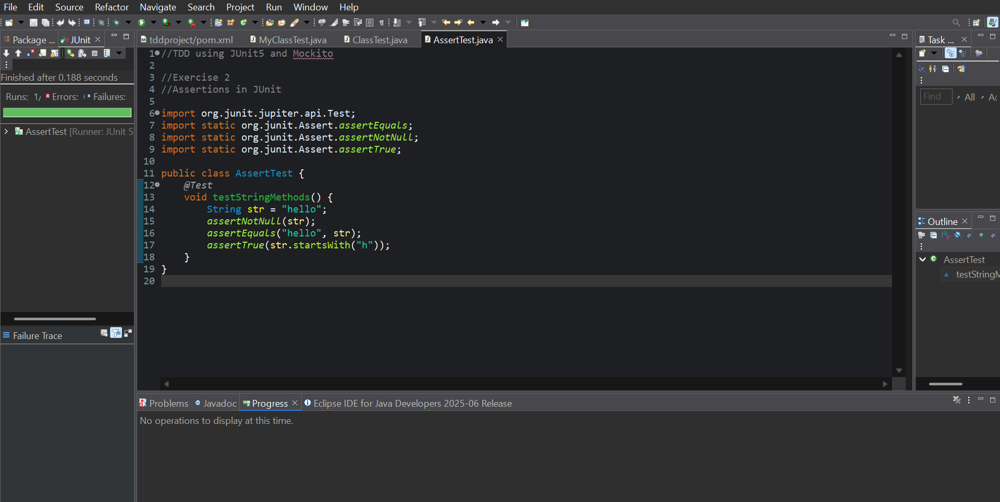 File Edit Source Refactor Navigate Search Project Run Window Help
Package ... JUnit
Finished after 0.188 seconds
Runs: 1/ Errors: Failures:
AssertTest [Runner: JUnit 5
Failure Trace
tddproject/pom.xml MyClassTest.java ClassTest.java AssertTest.java
1 //TDD using JUnit5 and Mockito
2
3 //Exercise 2
4 //Assertions in JUnit
5
6 import org.junit.jupiter.api.Test;
7 import static org.junit.Assert.assertEquals;
8 import static org.junit.Assert.assertNotNull;
9 import static org.junit.Assert.assertTrue;
10
11 public class AssertTest {
12 @Test
13 void testStringMethods() {
14 String str = "hello";
15 assertNotNull(str);
16 assertEquals("hello", str);
17 assertTrue(str.startsWith("h"));
18 }
19 }
20
Task ...
Find All
Outline
AssertTest
testStringM
Problems Javadoc Progress Eclipse IDE for Java Developers 2025-06 Release
No operations to display at this time.